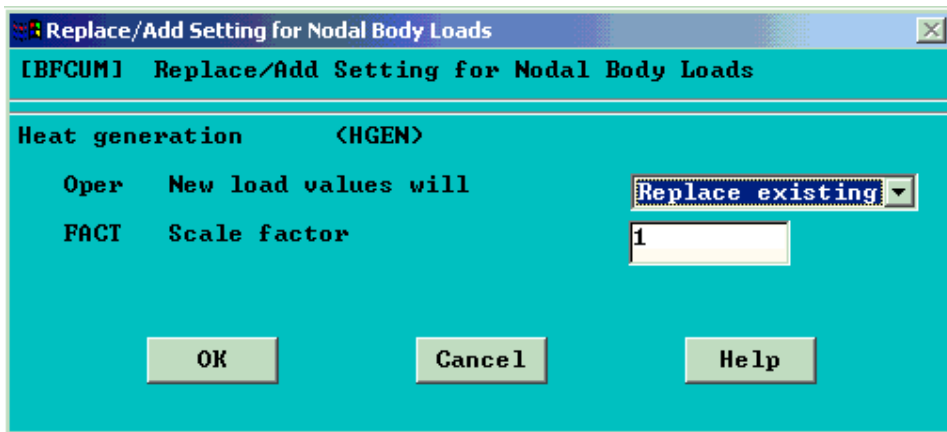 Replace/Add Setting for Nodal Body Loads
[BFCUM] Replace/Add Setting for Nodal Body Loads
Heat generation (HGEN)
Oper New load values will Replace existing
FACT Scale factor 1
OK Cancel Help